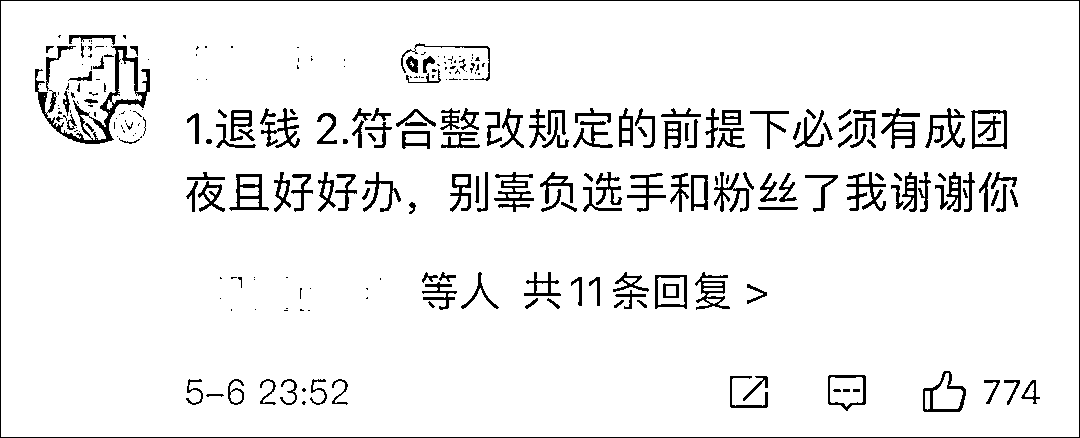 铁粉
1.退钱 2.符合整改规定的前提下必须有成团
夜且好好办，别辜负选手和粉丝了我谢谢你
等人 共11条回复 >
5-6 23:52
774